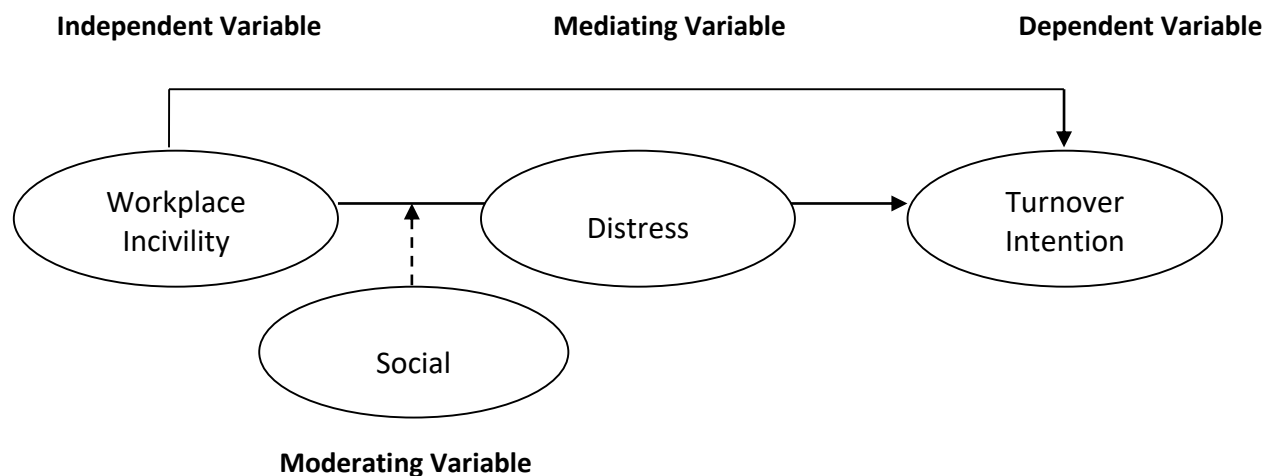 Independent Variable
Mediating Variable
Dependent Variable
Workplace
Incivility
Distress
Turnover
Intention
Social
Moderating Variable